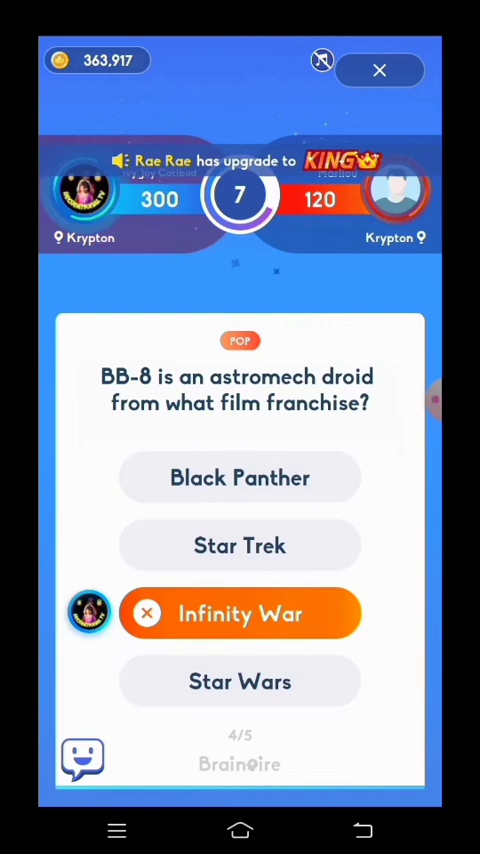 363,917
Rae Rae has upgrade to KING
300
7
120
Krypton
Krypton
POP
BB-8 is an astromech droid
from what film franchise?
Black Panther
Star Trek
Infinity War
Star Wars
4/5
Brainfire